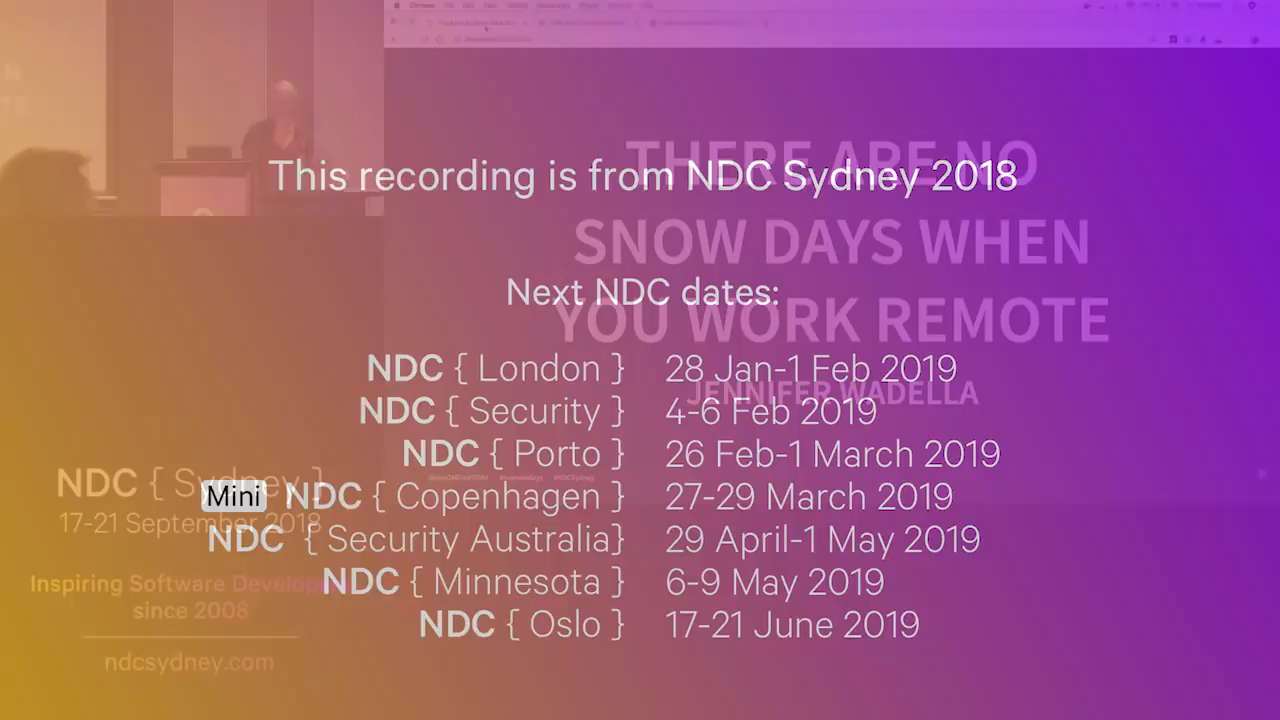 THERE ARE NO
This recording is from NDC Sydney 2018
SNOW DAYS WHEN
Next NDC dates:
YOU WORK REMOTE
NDC { London } 28 Jan-1 Feb 2019
JENNIFER WADELLA
NDC { Security } 4-6 Feb 2019
NDC { Porto } 26 Feb-1 March 2019
NDC { Sydney }
Mini NDC { Copenhagen } 27-29 March 2019
17-21 September 2018
NDC { Security Australia} 29 April-1 May 2019
NDC { Minnesota } 6-9 May 2019
Inspiring Software
since 2008
NDC { Oslo } 17-21 June 2019
ndcsydney.com